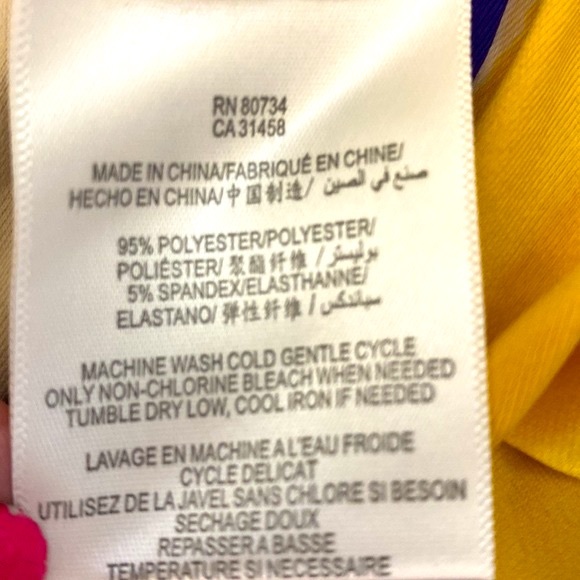 RN 80734
CA 31458
MADE IN CHINA/FABRIQUÉ EN CHINE/
HECHO EN CHINA/ 中国制造/ صنع في الصين
95% POLYESTER/POLYESTER/
POLIÉSTER/ 聚酯纤维 / بوليستر/
5% SPANDEX/ELASTHANNE/
ELASTANO/ 弹性纤维 / سباندكس
MACHINE WASH COLD GENTLE CYCLE
ONLY NON-CHLORINE BLEACH WHEN NEEDED
TUMBLE DRY LOW, COOL IRON IF NEEDED
LAVAGE EN MACHINE A L'EAU FROIDE
CYCLE DELICAT
UTILISEZ DE LA JAVEL SANS CHLORE SI BESOIN
SECHAGE DOUX
REPASSER A BASSE
TEMPERATURE SI NECESSAIRE